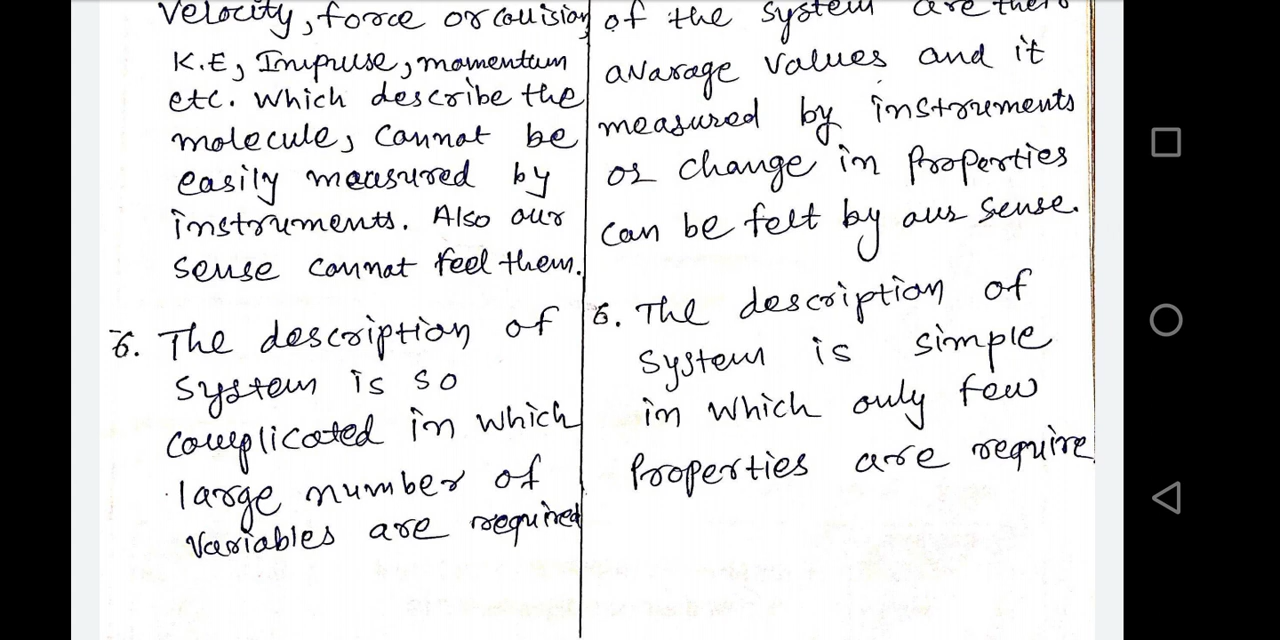 velocity, force or collision
K.E, Impluse, momentum
etc. which describe the
molecule, cannot be
easily measured by
instruments. Also our
sense cannot feel them.
6. The description of
system is so
complicated in which
large number of
variables are required
of the system are
avarage values and it
measured by instruments
or change in properties
can be felt by our sense.
6. The description of
system is simple
in which only few
Properties are require